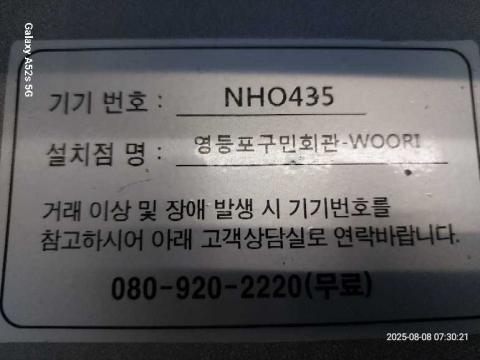 Galaxy A52s 5G
기기 번호 : NHO435
설치점 명 : 영등포구민회관-WOORI
거래 이상 및 장애 발생 시 기기번호를
참고하시어 아래 고객상담실로 연락바랍니다.
080-920-2220(무료)
2025-08-08 07:30:21